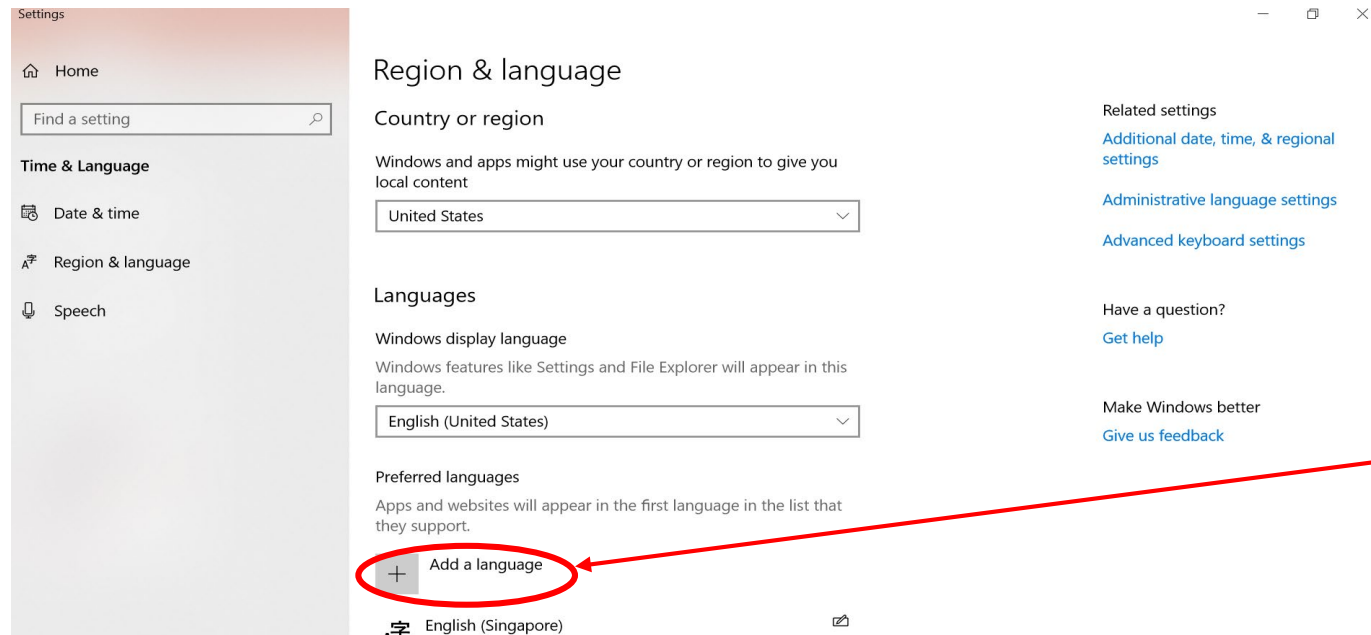 Settings
Home
Find a setting
Time & Language
Date & time
Region & language
Speech
Region & language
Country or region
Windows and apps might use your country or region to give you
local content
United States
Languages
Windows display language
Windows features like Settings and File Explorer will appear in this
language.
English (United States)
Preferred languages
Apps and websites will appear in the first language in the list that
they support.
Add a language
English (Singapore)
Related settings
Additional date, time, & regional
settings
Administrative language settings
Advanced keyboard settings
Have a question?
Get help
Make Windows better
Give us feedback